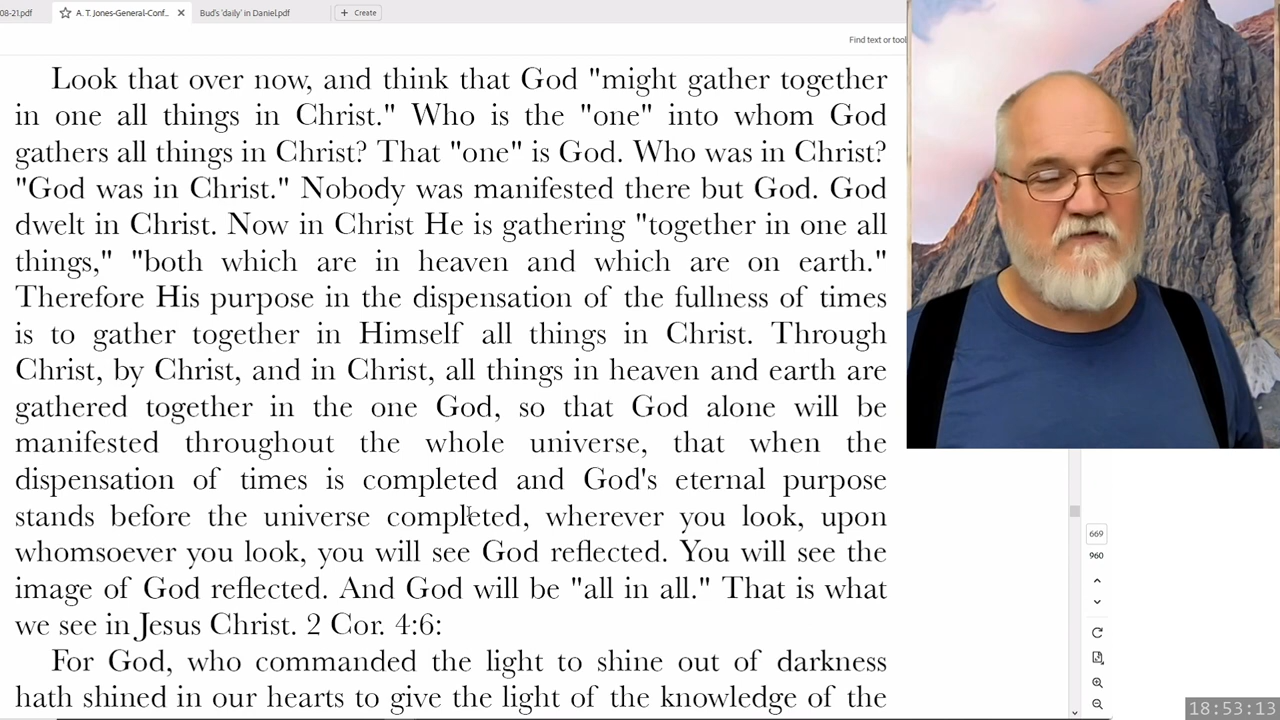 08-21.pdf
A. T. Jones-General-Conf...
Bud's 'daily' in Daniel.pdf
Create
Find text or tool
Look that over now, and think that God "might gather together
in one all things in Christ." Who is the "one" into whom God
gathers all things in Christ? That "one" is God. Who was in Christ?
"God was in Christ." Nobody was manifested there but God. God
dwelt in Christ. Now in Christ He is gathering "together in one all
things," "both which are in heaven and which are on earth."
Therefore His purpose in the dispensation of the fullness of times
is to gather together in Himself all things in Christ. Through
Christ, by Christ, and in Christ, all things in heaven and earth are
gathered together in the one God, so that God alone will be
manifested throughout the whole universe, that when the
dispensation of times is completed and God's eternal purpose
stands before the universe completed, wherever you look, upon
whomsoever you look, you will see God reflected. You will see the
image of God reflected. And God will be "all in all." That is what
we see in Jesus Christ. 2 Cor. 4:6:
For God, who commanded the light to shine out of darkness
hath shined in our hearts to give the light of the knowledge of the
669
960
18:53:13